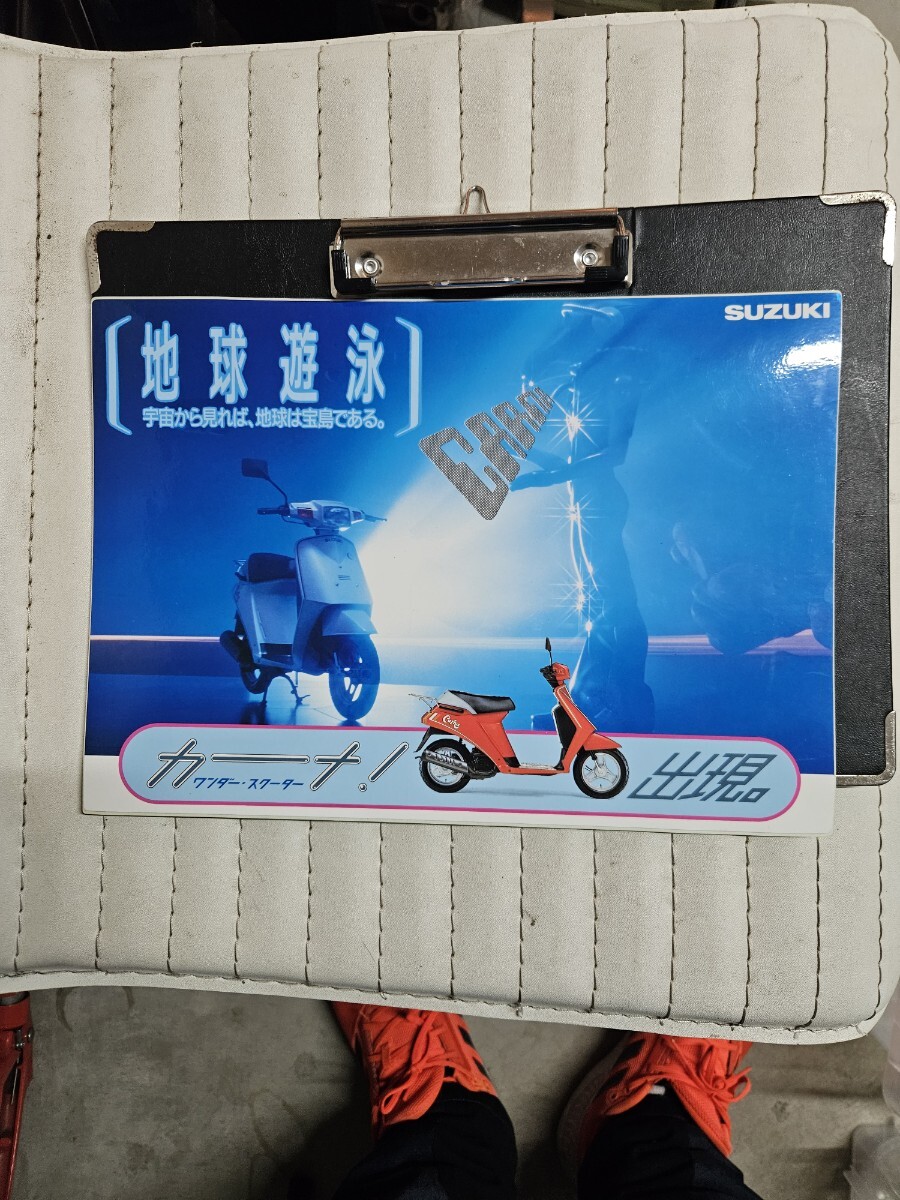 SUZUKI
地球遊泳
宇宙から見れば、地球は宝島である。
カーナ!
ワンダー・スクーター
Carna
出現。